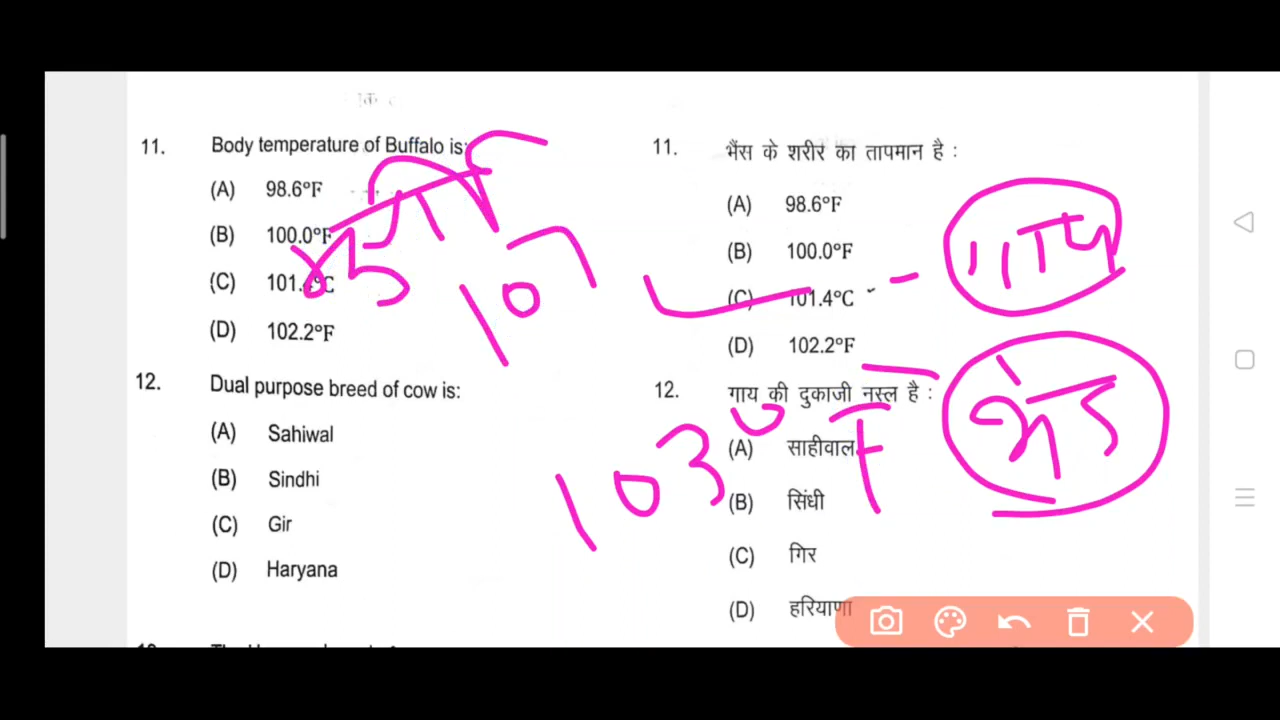 11. Body temperature of Buffalo is:
(A) 98.6°F
(B) 100.0°F
(C) 101.4°C
(D) 102.2°F
12. Dual purpose breed of cow is:
(A) Sahiwal
(B) Sindhi
(C) Gir
(D) Haryana
11. भैंस के शरीर का तापमान है :
(A) 98.6°F
(B) 100.0°F
(C) 101.4°C
(D) 102.2°F
12. गाय की दुकाजी नस्ल है :
(A) साहीवाल
(B) सिंधी
(C) गिर
(D) हरियाणा
107
गाय
103°F
भेड